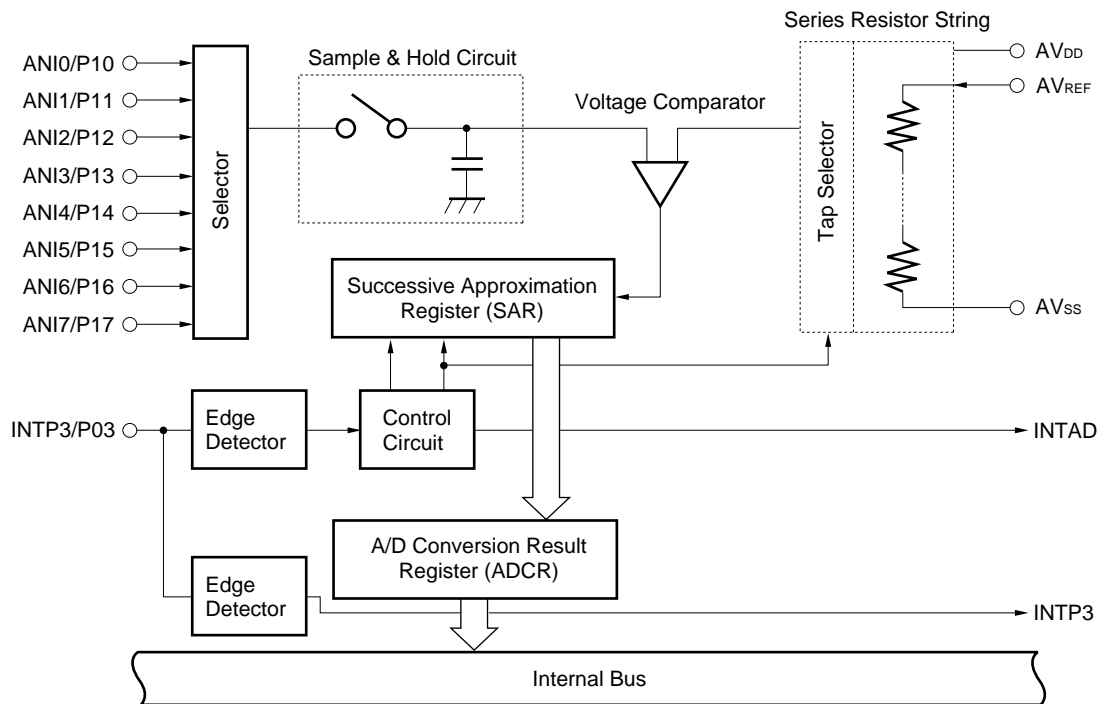 Series Resistor String
ANI0/P10
ANI1/P11
ANI2/P12
ANI3/P13
ANI4/P14
ANI5/P15
ANI6/P16
ANI7/P17
Selector
Sample & Hold Circuit
Voltage Comparator
Tap Selector
AVDD
AVREF
AVSS
Successive Approximation
Register (SAR)
INTP3/P03
Edge
Detector
Control
Circuit
INTAD
A/D Conversion Result
Register (ADCR)
Edge
Detector
INTP3
Internal Bus